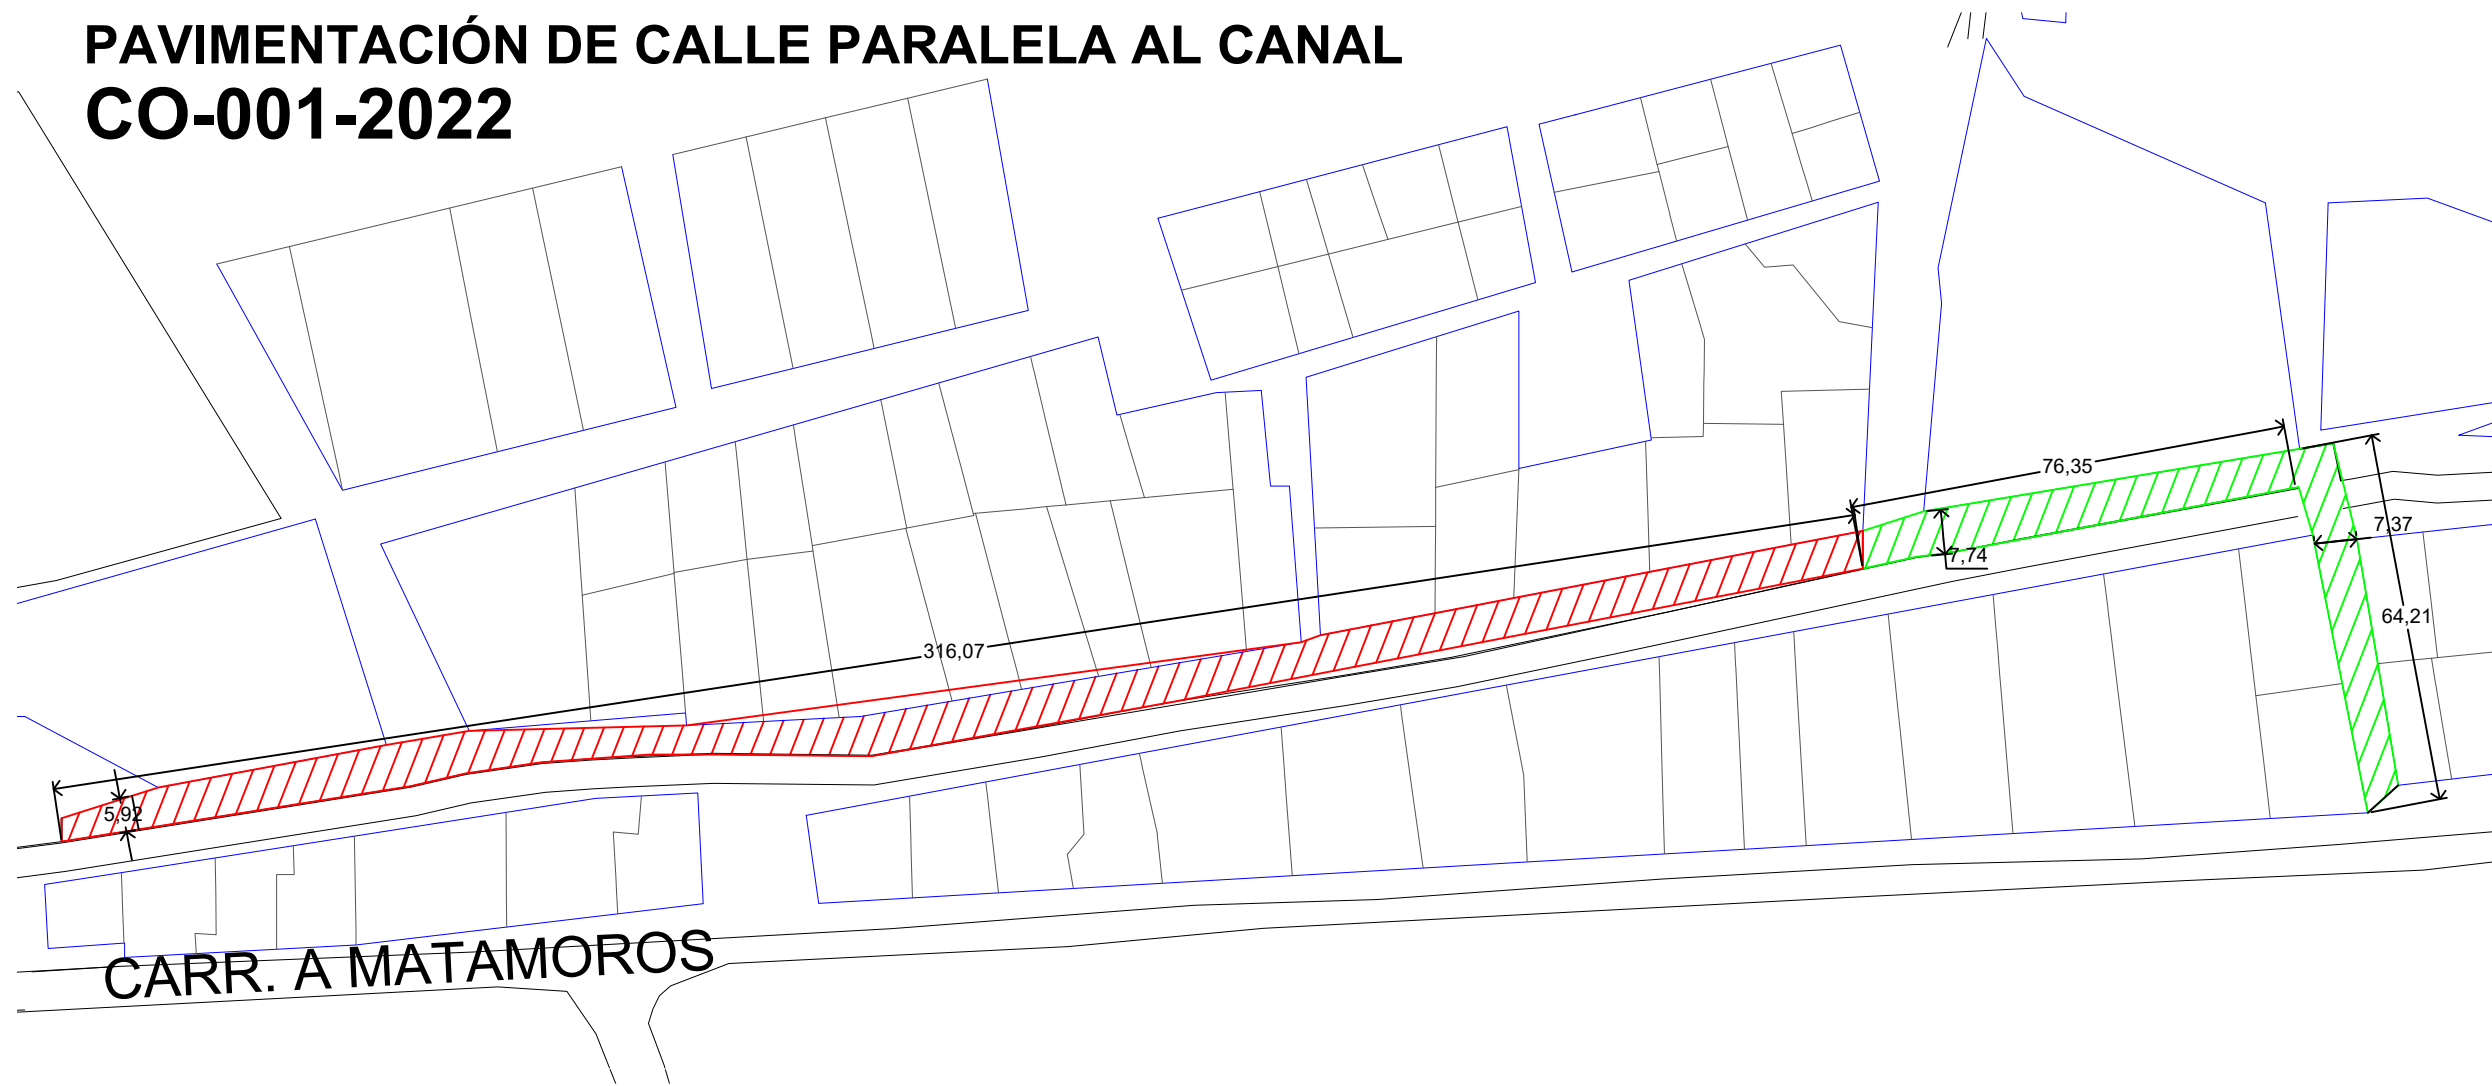 PAVIMENTACIÓN DE CALLE PARALELA AL CANAL
CO-001-2022
76,35
7,37
7,74
64,21
316,07
5,92
CARR. A MATAMOROS